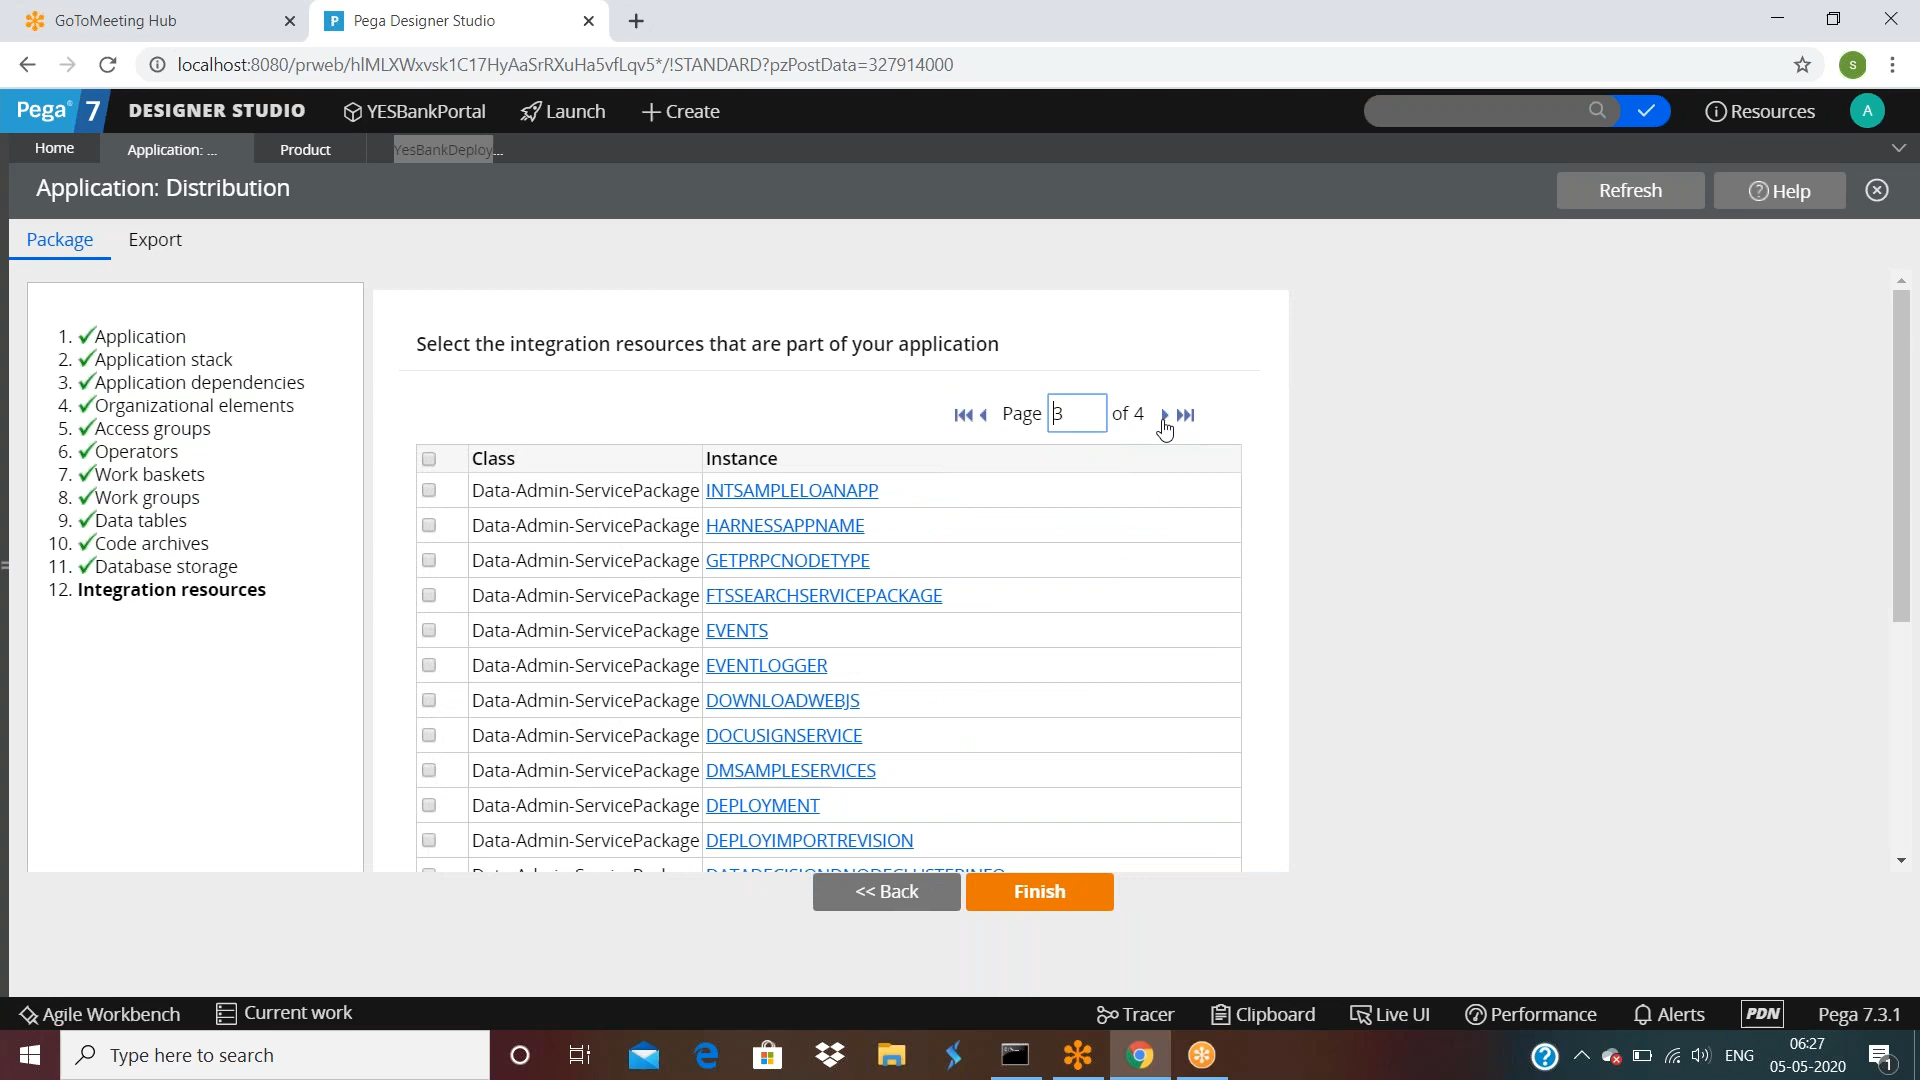 GoToMeeting Hub
Pega Designer Studio
localhost:8080/prweb/hIMLXWxvsk1C17HyAaSrRXuHa5vfLqv5*/!STANDARD?pzPostData=327914000
s
Pega 7 DESIGNER STUDIO YESBankPortal Launch Create Resources A
Home Application: ... Product YesBankDeploy...
Application: Distribution Refresh Help
Package Export
1. Application
2. Application stack
3. Application dependencies
4. Organizational elements
5. Access groups
6. Operators
7. Work baskets
8. Work groups
9. Data tables
10. Code archives
11. Database storage
12. Integration resources
Select the integration resources that are part of your application
Page 3 of 4
Class Instance
Data-Admin-ServicePackage INTSAMPLELOANAPP
Data-Admin-ServicePackage HARNESSAPPNAME
Data-Admin-ServicePackage GETPRPCNODETYPE
Data-Admin-ServicePackage FTSSEARCHSERVICEPACKAGE
Data-Admin-ServicePackage EVENTS
Data-Admin-ServicePackage EVENTLOGGER
Data-Admin-ServicePackage DOWNLOADWEBJS
Data-Admin-ServicePackage DOCUSIGNSERVICE
Data-Admin-ServicePackage DMSAMPLESERVICES
Data-Admin-ServicePackage DEPLOYMENT
Data-Admin-ServicePackage DEPLOYIMPORTREVISION
<< Back Finish
Agile Workbench Current work Tracer Clipboard Live UI Performance Alerts PDN Pega 7.3.1
Type here to search ENG 06:27
05-05-2020
1